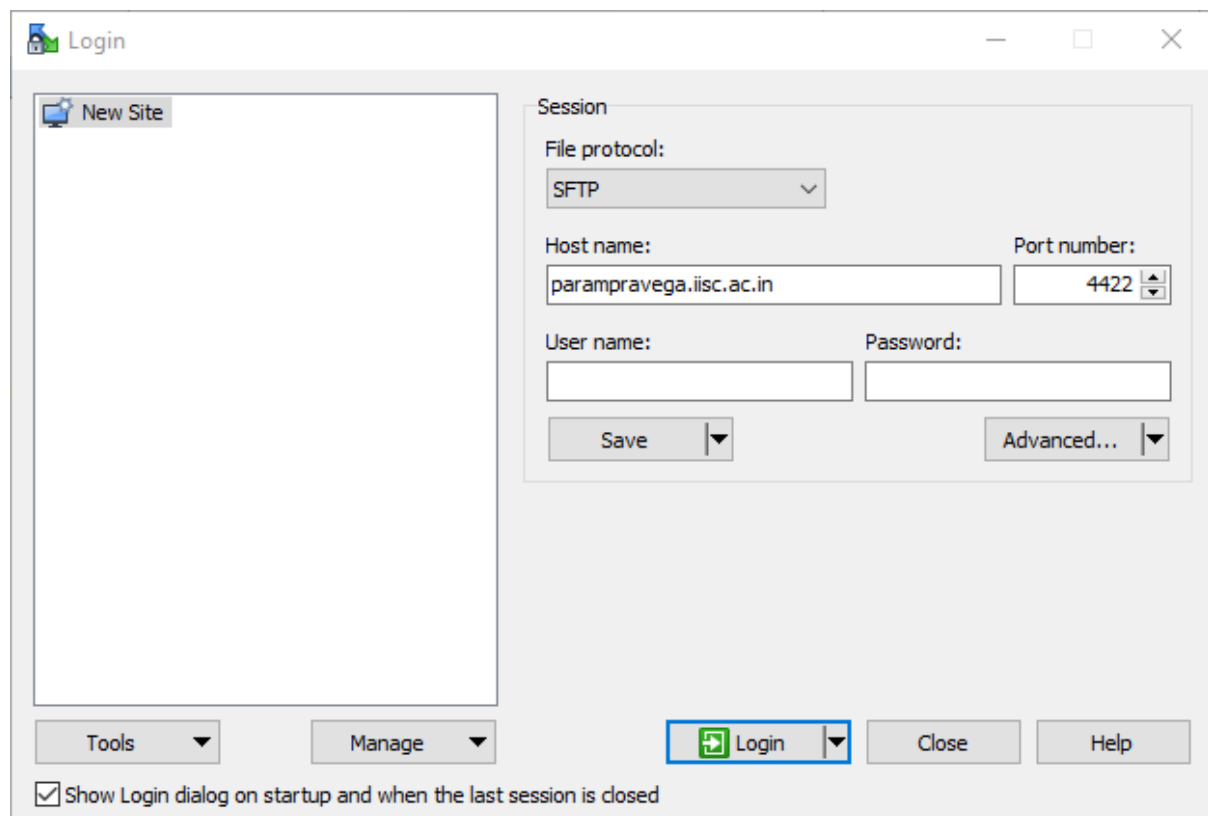 Login
New Site
Session
File protocol:
SFTP
Host name: Port number:
parampravega.iisc.ac.in 4422
User name: Password:
Save Advanced...
Tools Manage Login Close Help
Show Login dialog on startup and when the last session is closed